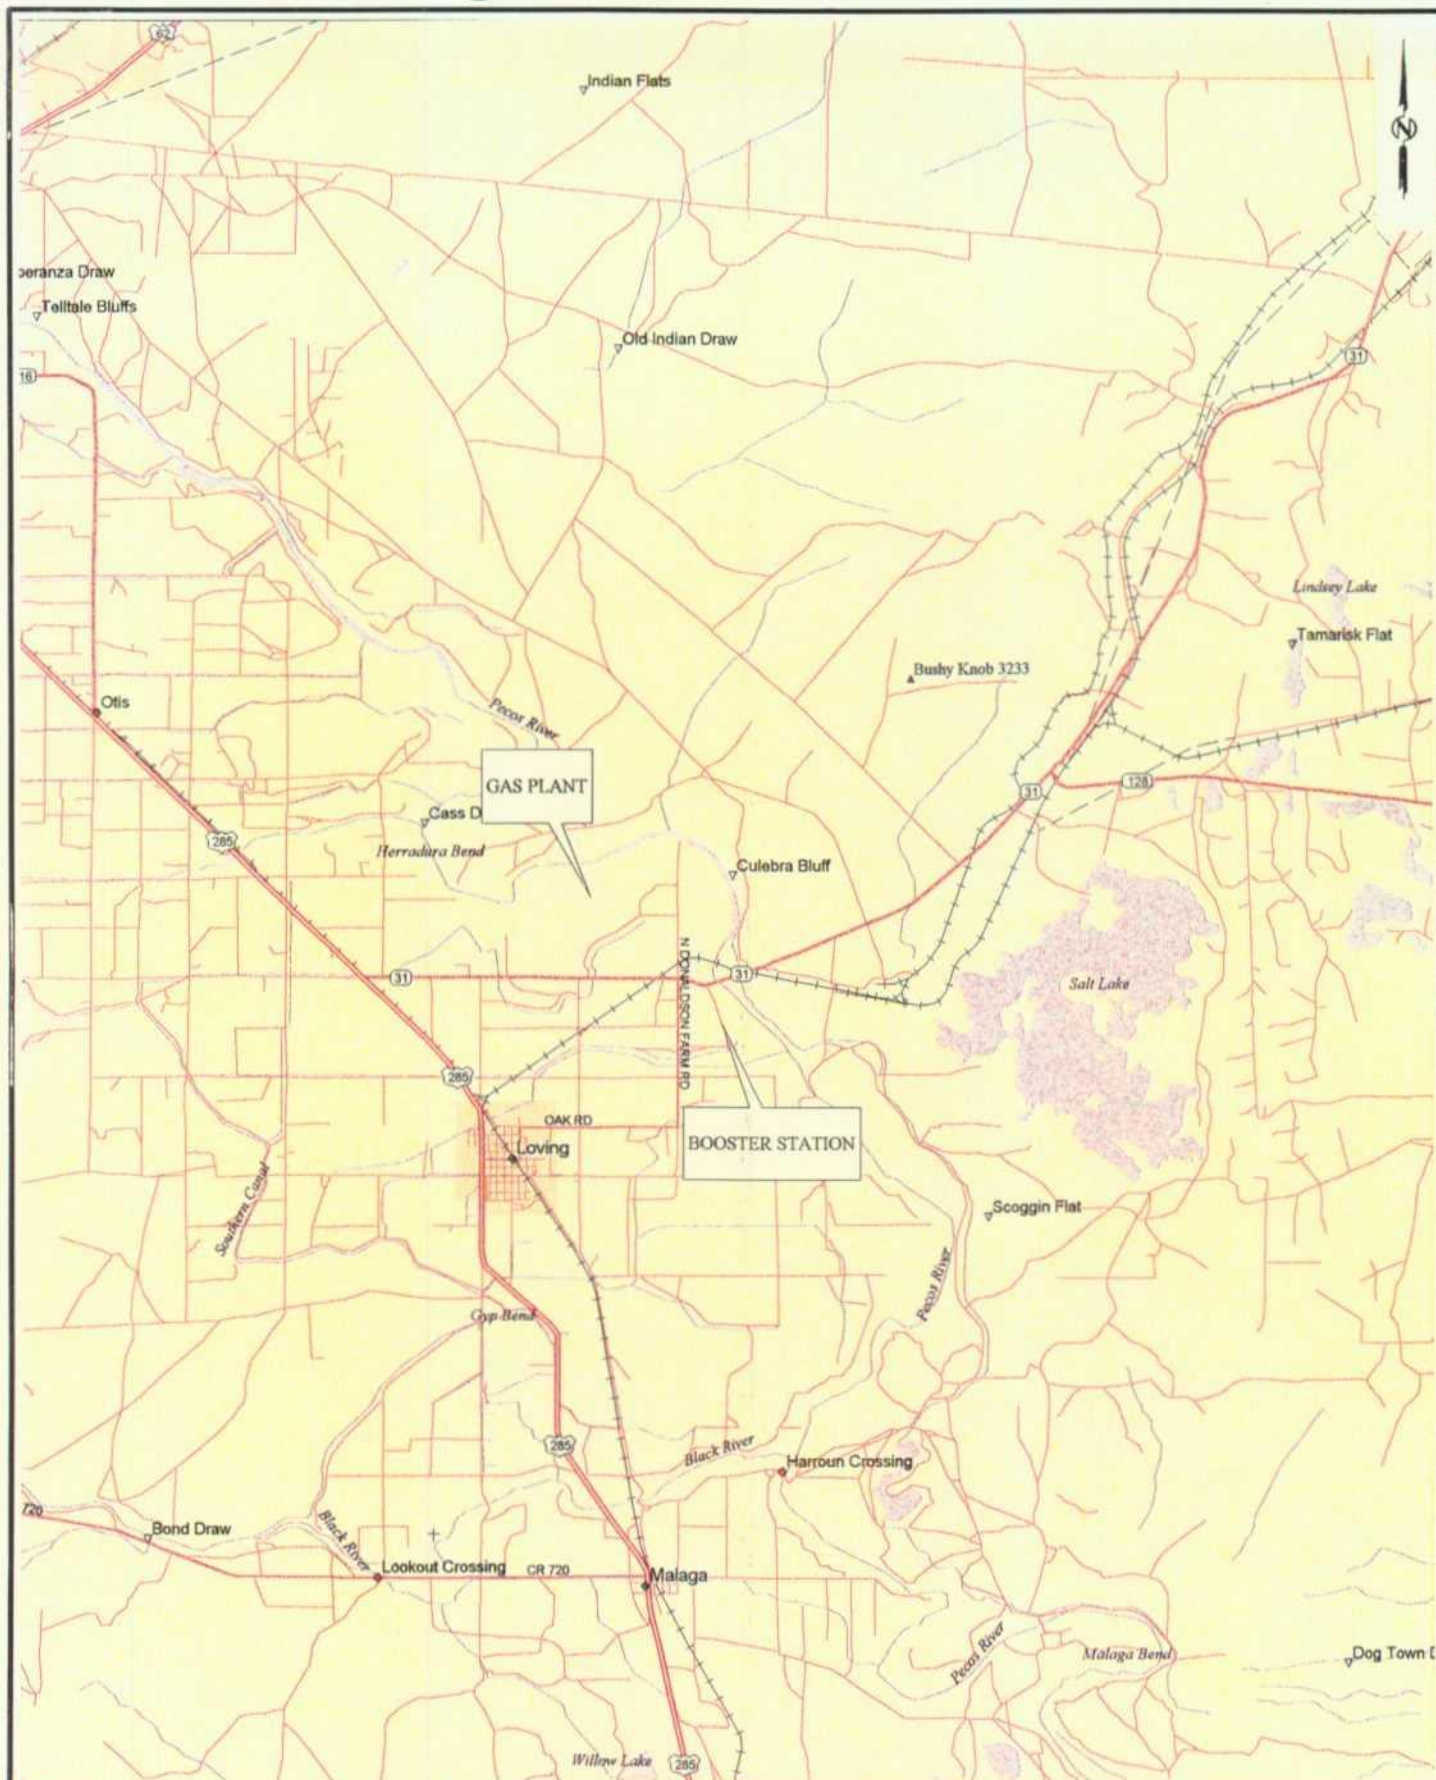 62
Indian Flats
N
peranza Draw
Telltale Bluffs
Old Indian Draw
31
16
Lindsey Lake
Tamarisk Flat
Bushy Knob 3233
Otis
Pecos River
GAS PLANT
31
128
Cass D
285
Herradura Bend
Culebra Bluff
N DONALDSON FARM RD
31
31
Salt Lake
285
OAK RD
Loving
BOOSTER STATION
Southern Canal
Scoggin Flat
Pecos River
Gyp Bend
285
Black River
Harroun Crossing
720
Bond Draw
Black River
Lookout Crossing
CR 720
Malaga
Pecos River
Malaga Bend
Dog Town D
Willow Lake
285